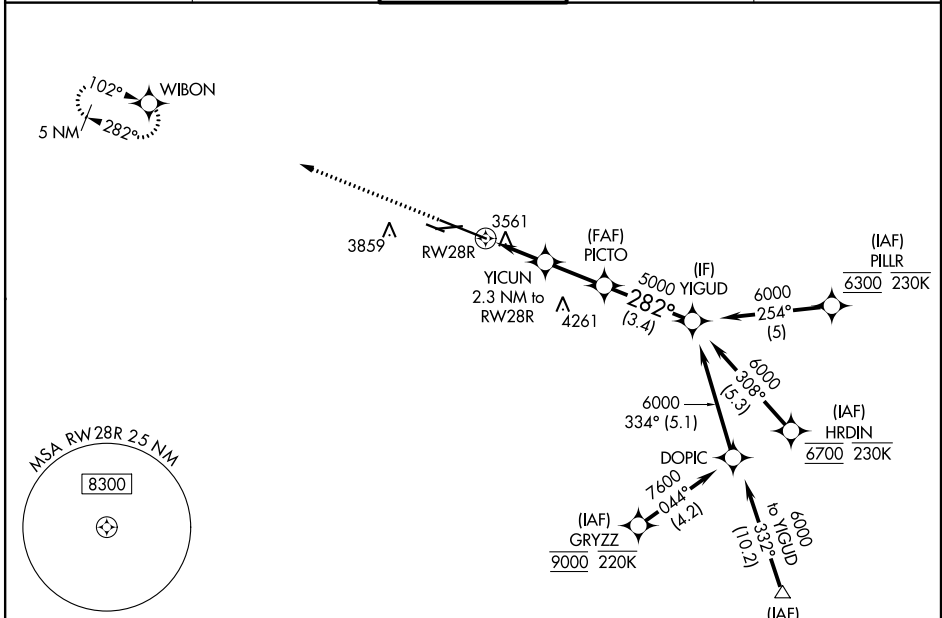 102°
WIBON
5 NM
282°
3859
RW28R
3561
YICUN
2.3 NM to
RW28R
4261
(FAF)
PICTO
5000
282°
(3.4)
(IF)
YIGUD
6000
254°
(5)
(IAF)
PILLR
6300 230K
6000
308°
(5.3)
(IAF)
HRDIN
6700 230K
6000
334° (5.1)
DOPIC
7600
044°
(4.2)
(IAF)
GRYZZ
9000 220K
6000
to YIGUD
332°
(10.2)
(IAF)
MSA RW28R 25 NM
8300